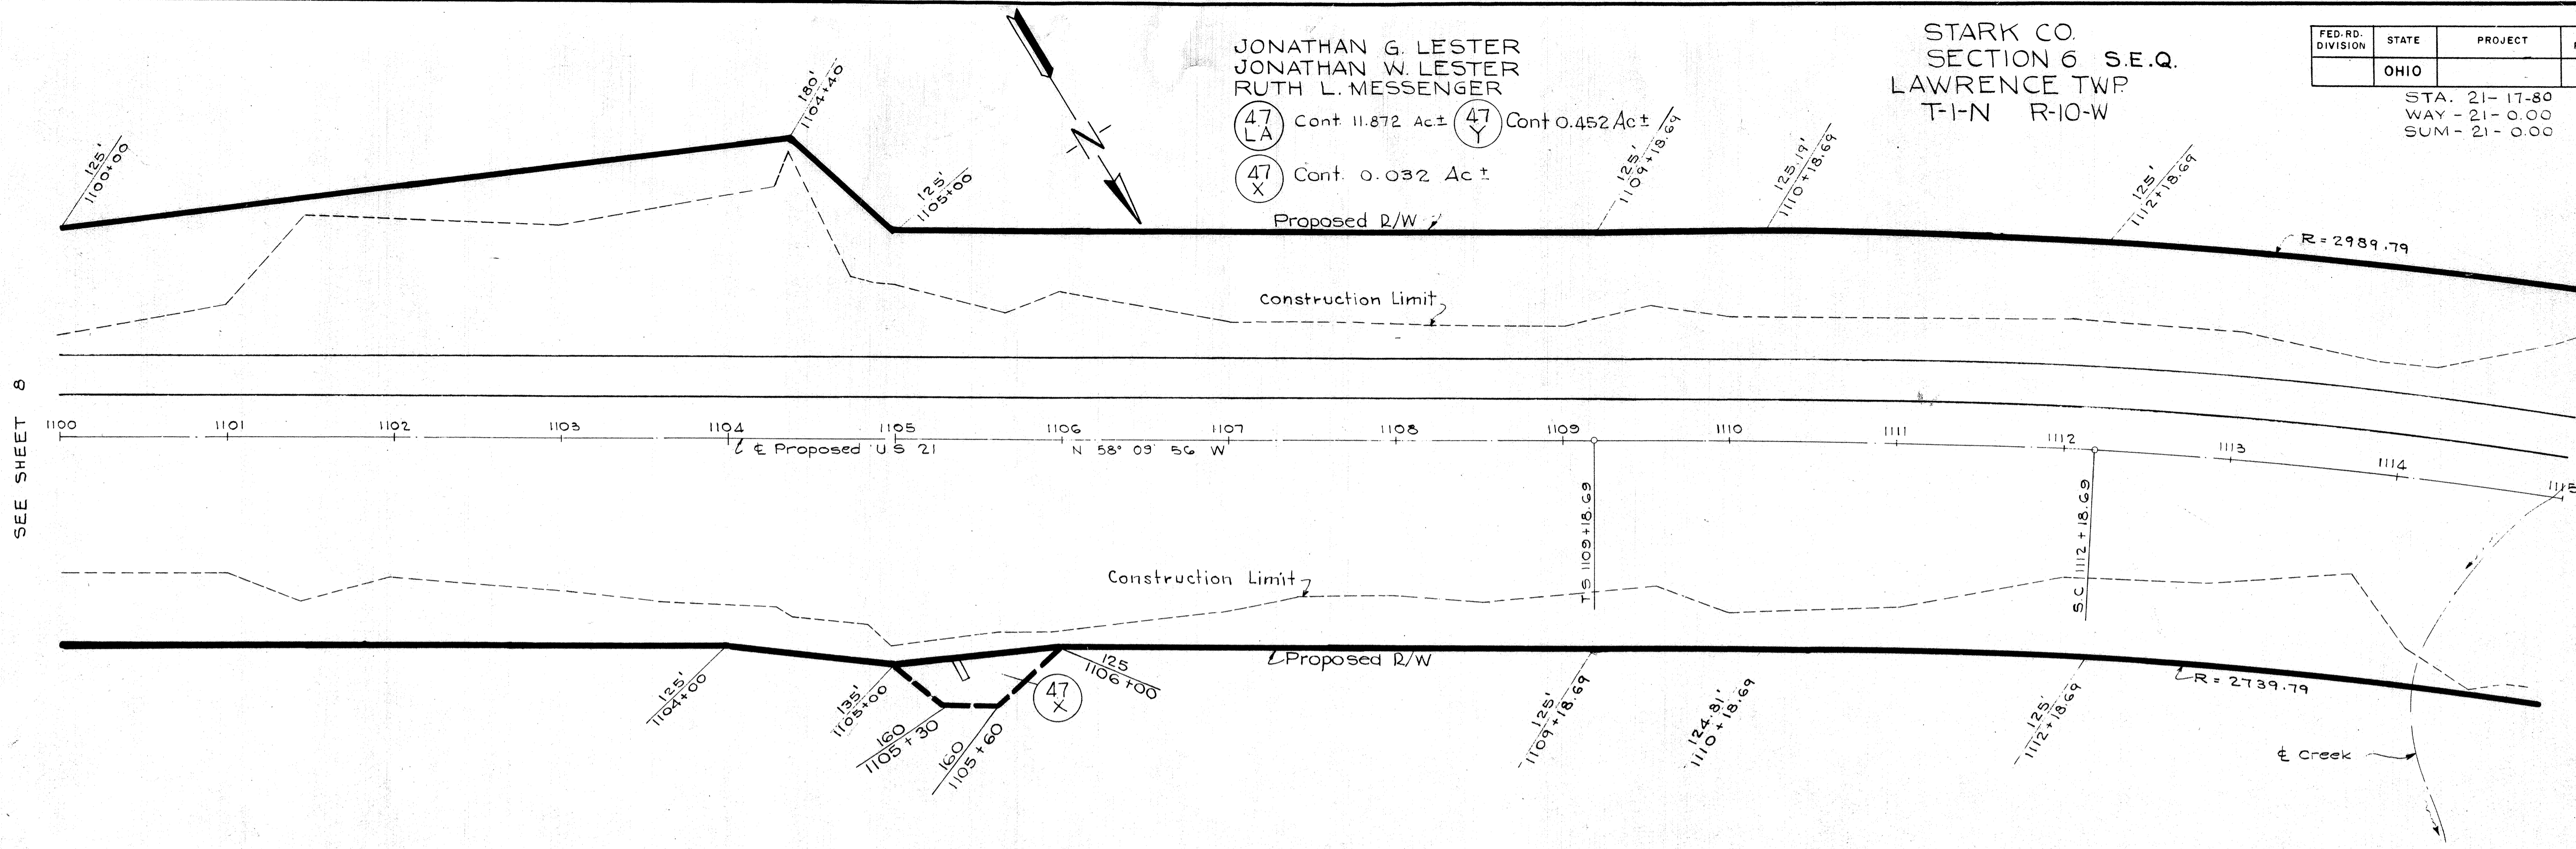 JONATHAN G. LESTER
JONATHAN W. LESTER
RUTH L. MESSENGER
47 LA Cont. 11.872 Ac.± 47 Y Cont 0.452 Ac±
47 X Cont. 0.032 Ac ±
STARK CO.
SECTION 6 S.E.Q.
LAWRENCE TWP.
T-1-N R-10-W
FED. RD. DIVISION STATE PROJECT
OHIO
STA. 21-17-80
WAY - 21 - 0.00
SUM - 21 - 0.00
125' 1100+00
180' 1104+40
125' 1105+00
125' 1109+18.69
125.19' 1110+18.69
125' 1112+18.69
Proposed R/W
R = 2989.79
Construction Limit
SEE SHEET 8
1100 1101 1102 1103 1104 1105 1106 1107 1108 1109 1110 1111 1112 1113 1114 1115
℄ Proposed US 21 N 58° 09' 56" W
T.S 1109+18.69
S.C 1112+18.69
Construction Limit
Proposed R/W
R = 2739.79
125' 1104+00
135' 1105+00
160 1105+30
160 1105+60
47 X
125 1106+00
125' 1109+18.69
124.81' 1110+18.69
125' 1112+18.69
℄ Creek